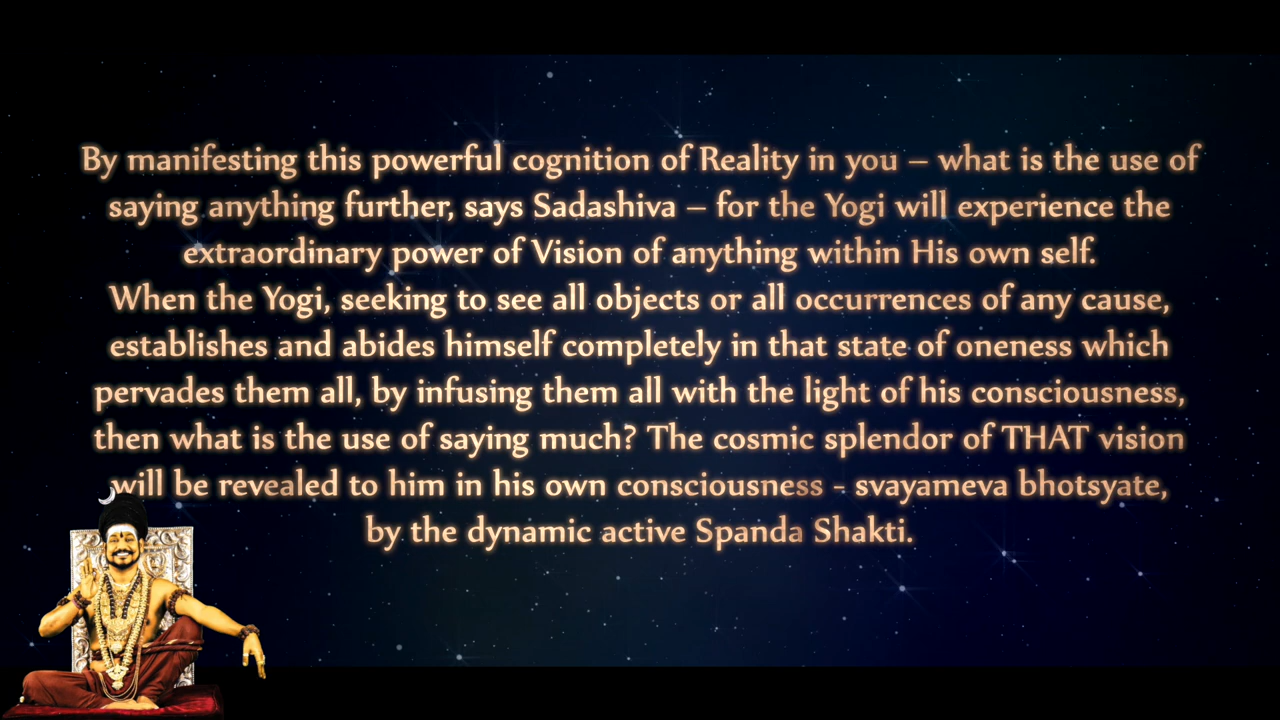 By manifesting this powerful cognition of Reality in you – what is the use of
saying anything further, says Sadashiva – for the Yogi will experience the
extraordinary power of Vision of anything within His own self.
When the Yogi, seeking to see all objects or all occurrences of any cause,
establishes and abides himself completely in that state of oneness which
pervades them all, by infusing them all with the light of his consciousness,
then what is the use of saying much? The cosmic splendor of THAT vision
will be revealed to him in his own consciousness - svayameva bhotsyate,
by the dynamic active Spanda Shakti.